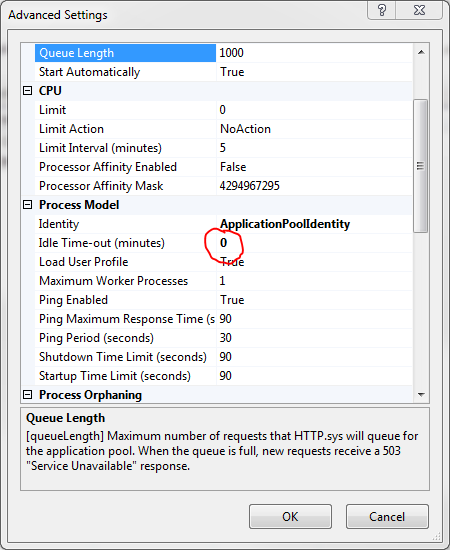 Advanced Settings
Queue Length 1000
Start Automatically True
CPU
Limit 0
Limit Action NoAction
Limit Interval (minutes) 5
Processor Affinity Enabled False
Processor Affinity Mask 4294967295
Process Model
Identity ApplicationPoolIdentity
Idle Time-out (minutes) 0
Load User Profile True
Maximum Worker Processes 1
Ping Enabled True
Ping Maximum Response Time (s 90
Ping Period (seconds) 30
Shutdown Time Limit (seconds) 90
Startup Time Limit (seconds) 90
Process Orphaning
Queue Length
[queueLength] Maximum number of requests that HTTP.sys will queue for
the application pool. When the queue is full, new requests receive a 503
"Service Unavailable" response.
OK Cancel